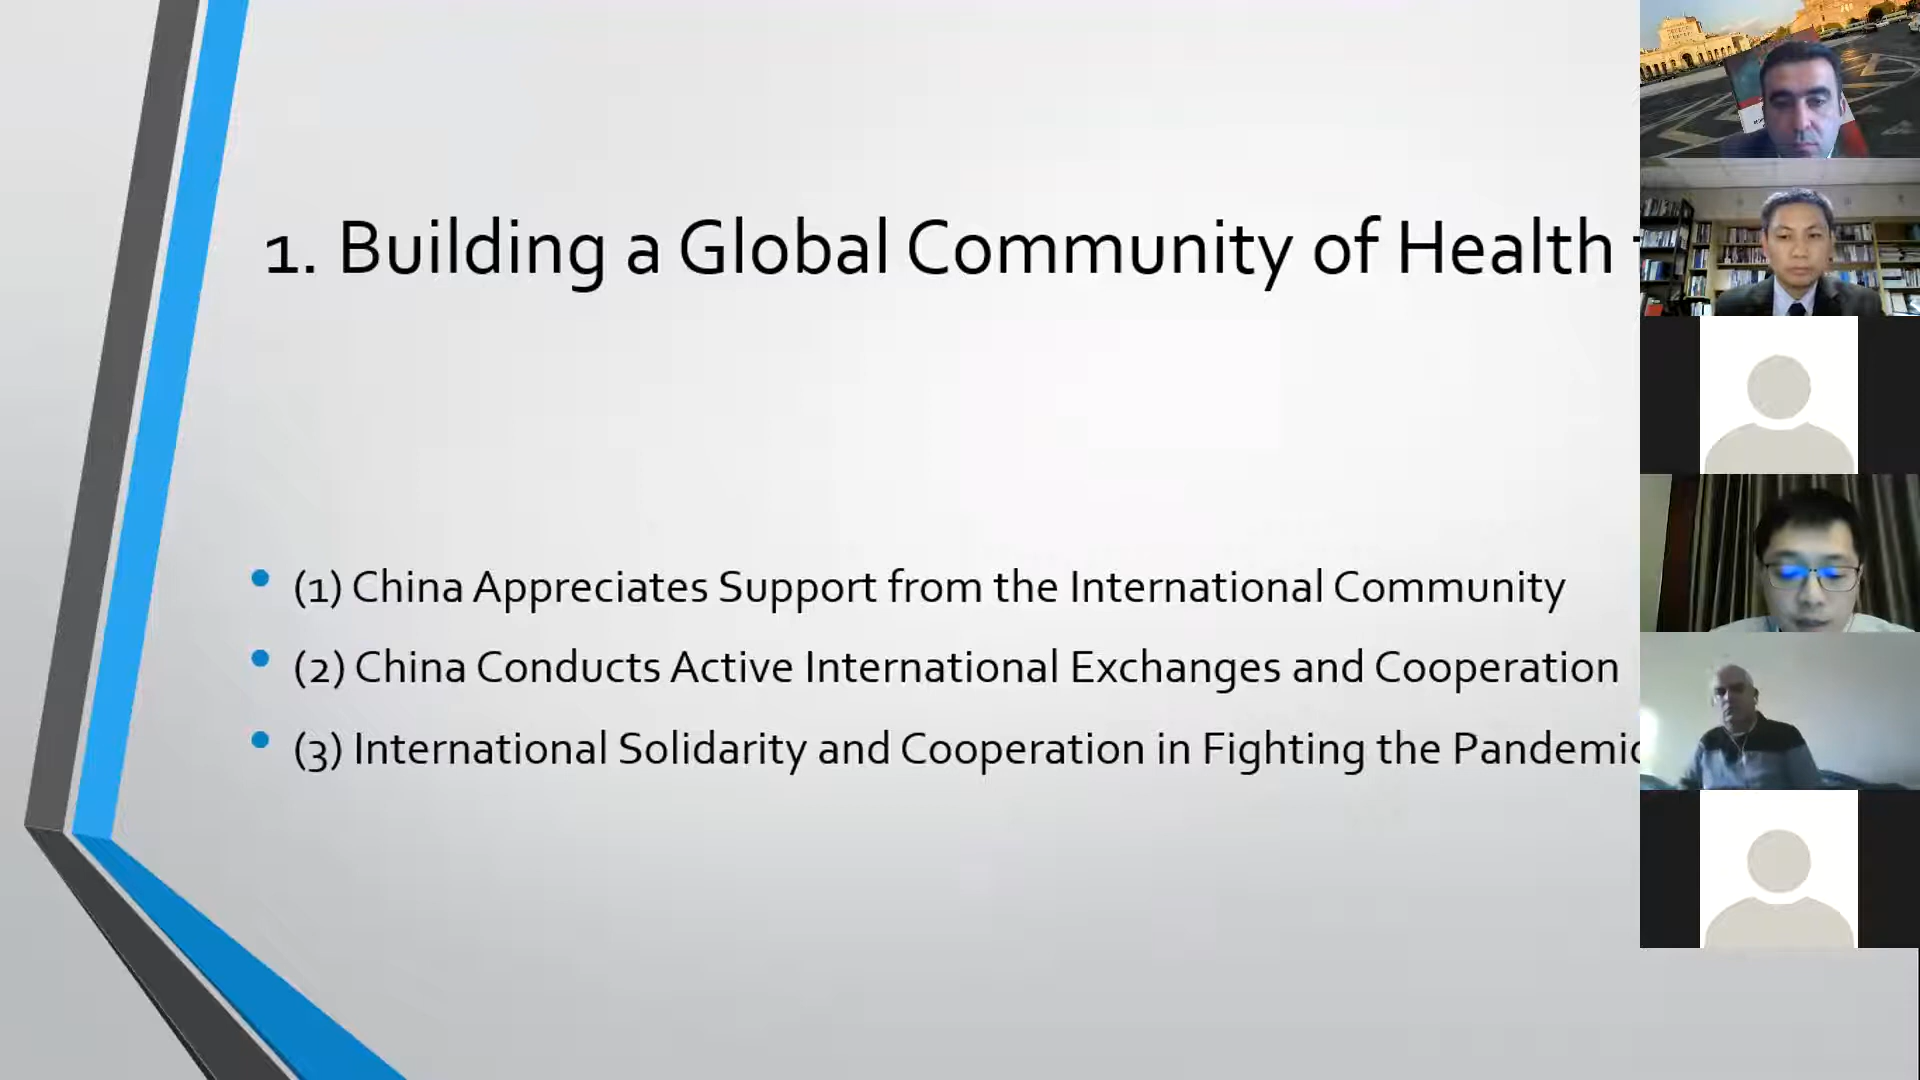 1. Building a Global Community of Health
• (1) China Appreciates Support from the International Community
• (2) China Conducts Active International Exchanges and Cooperation
• (3) International Solidarity and Cooperation in Fighting the Pandemic